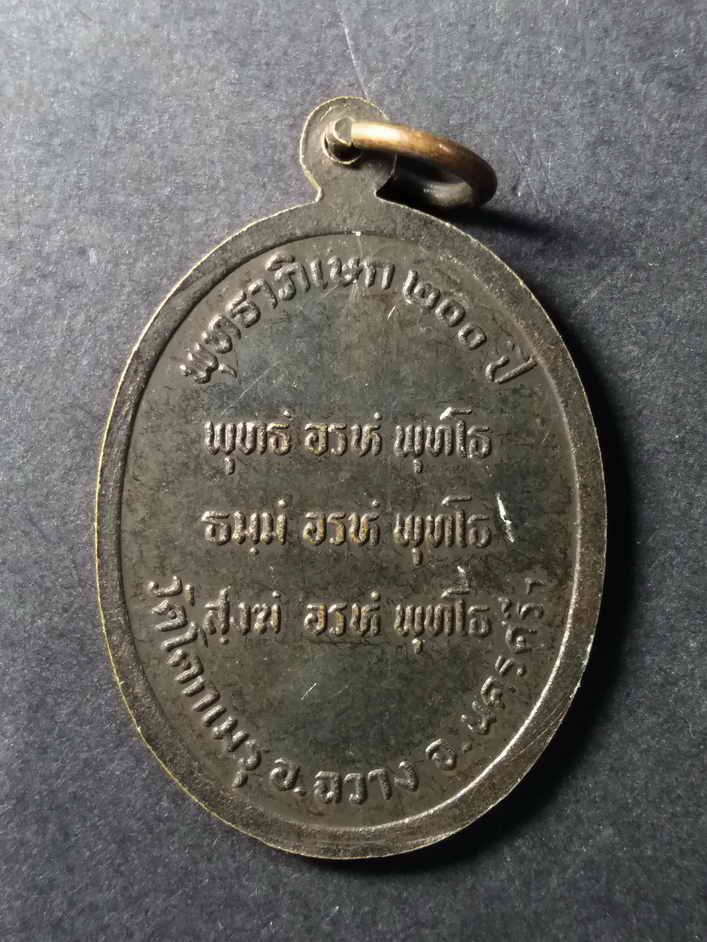 พุทธาภิเษก ๒๐๐ ปี
พุทธํ อรหํ พุทโธ
ธมฺมํ อรหํ พุทโธ
สุํฆํ อรหํ พุทโธ
วัดโคกเมรุ อ.ฉวาง จ.นครศรีฯ